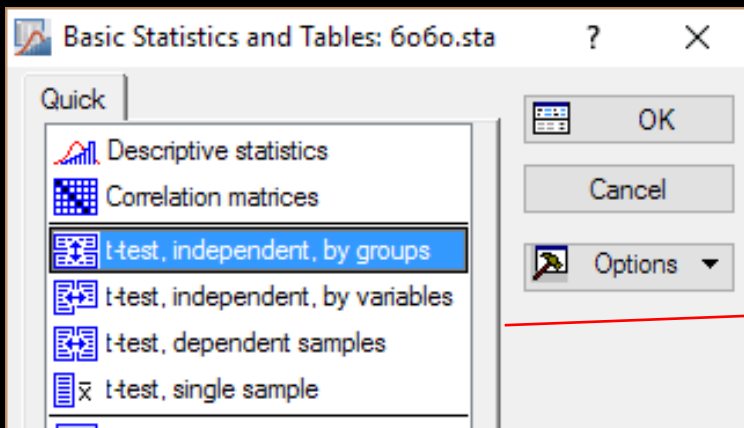 Basic Statistics and Tables: бобо.sta ? ×
Quick
OK
Descriptive statistics
Correlation matrices
Cancel
t-test, independent, by groups
Options
t-test, independent, by variables
t-test, dependent samples
x̄ t-test, single sample